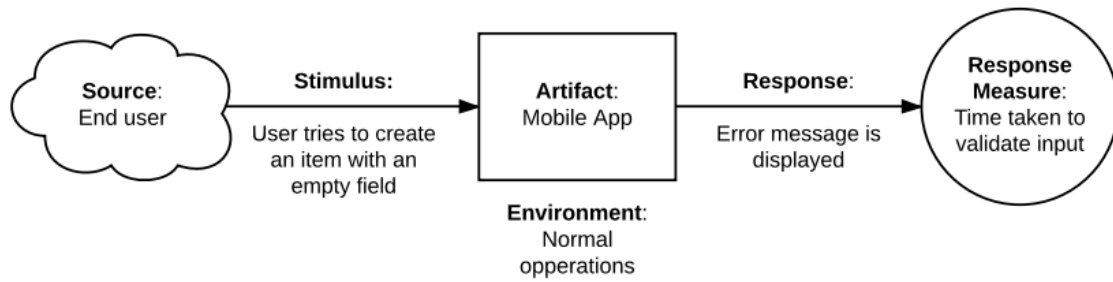 Source:
End user
Stimulus:
User tries to create
an item with an
empty field
Artifact:
Mobile App
Environment:
Normal
opperations
Response:
Error message is
displayed
Response
Measure:
Time taken to
validate input